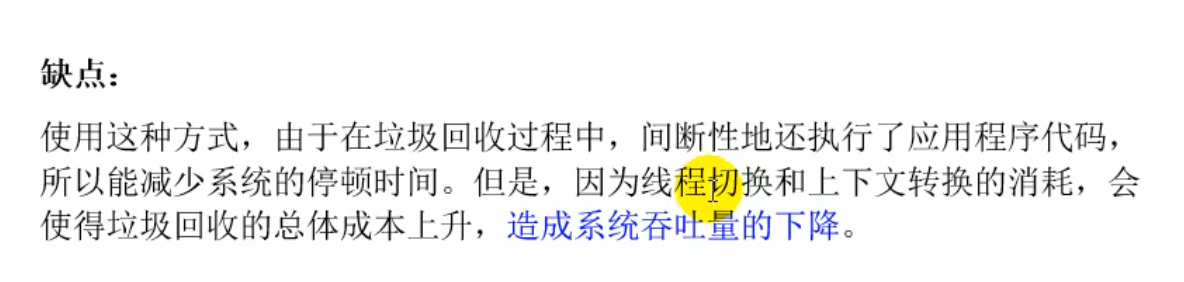 缺点：
使用这种方式，由于在垃圾回收过程中，间断性地还执行了应用程序代码，
所以能减少系统的停顿时间。但是，因为线程切换和上下文转换的消耗，会
使得垃圾回收的总体成本上升，造成系统吞吐量的下降。